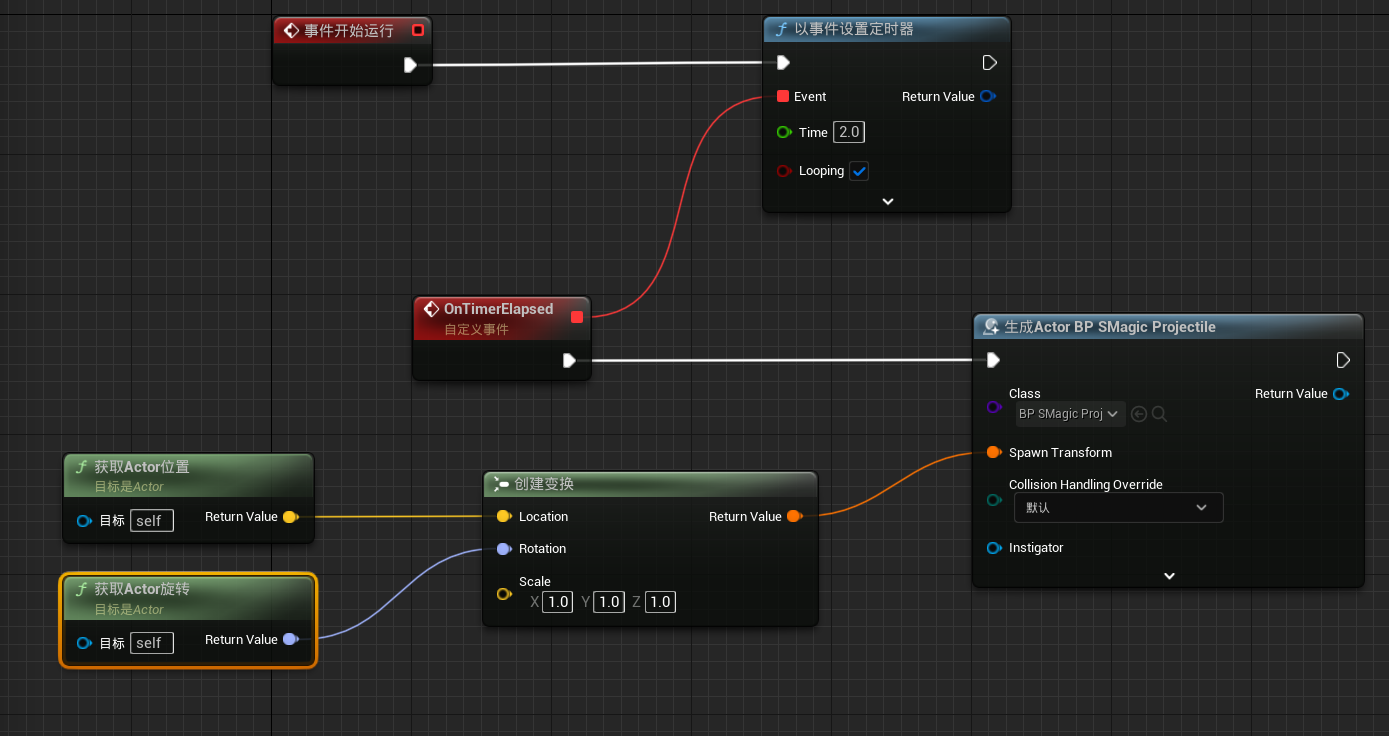 事件开始运行
以事件设置定时器
Event
Return Value
Time 2.0
Looping
OnTimerElapsed
自定义事件
生成Actor BP SMagic Projectile
Class
Return Value
BP SMagic Proj
Spawn Transform
Collision Handling Override
默认
Instigator
获取Actor位置
目标是Actor
目标 self
Return Value
创建变换
Location
Return Value
Rotation
Scale
X 1.0 Y 1.0 Z 1.0
获取Actor旋转
目标是Actor
目标 self
Return Value